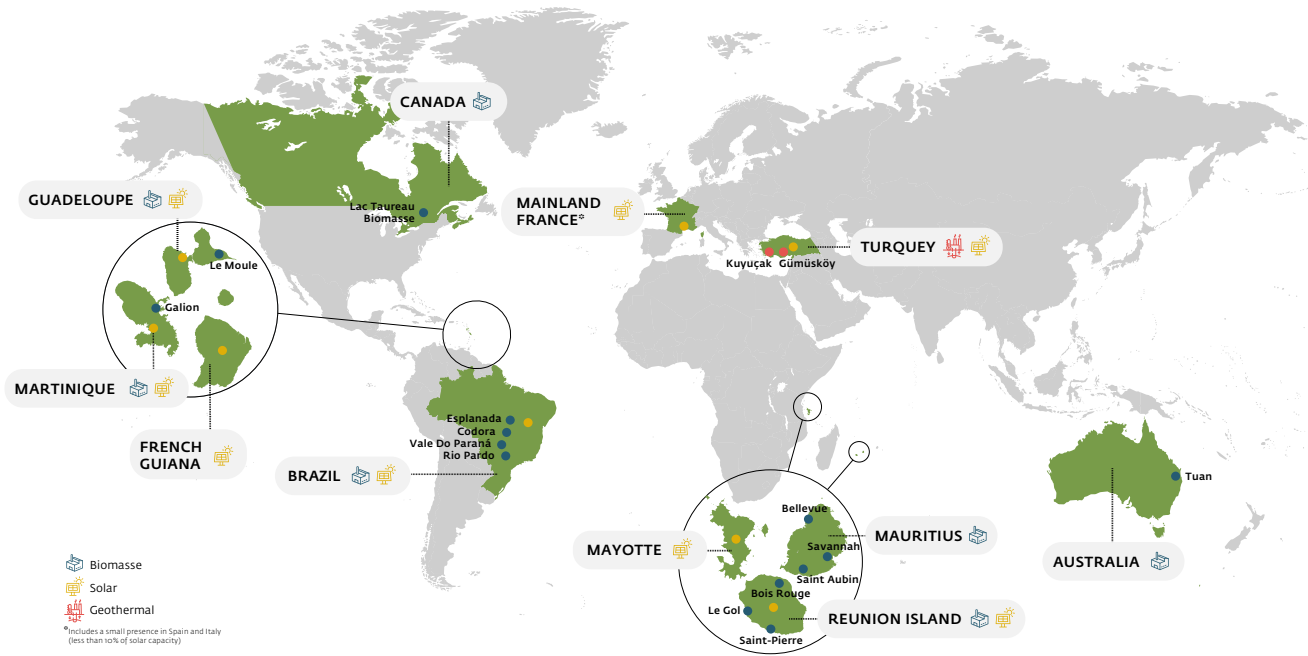 CANADA
Lac Taureau
Biomasse
GUADELOUPE
Le Moule
Galion
MARTINIQUE
FRENCH
GUIANA
MAINLAND
FRANCE*
TURQUEY
Kuyuçak
Gümüsköy
Esplanada
Codora
Vale Do Paraná
Rio Pardo
BRAZIL
Bellevue
MAURITIUS
Savannah
MAYOTTE
Saint Aubin
Bois Rouge
Le Gol
REUNION ISLAND
Saint-Pierre
Tuan
AUSTRALIA
Biomasse
Solar
Geothermal
*Includes a small presence in Spain and Italy
(less than 10% of solar capacity)